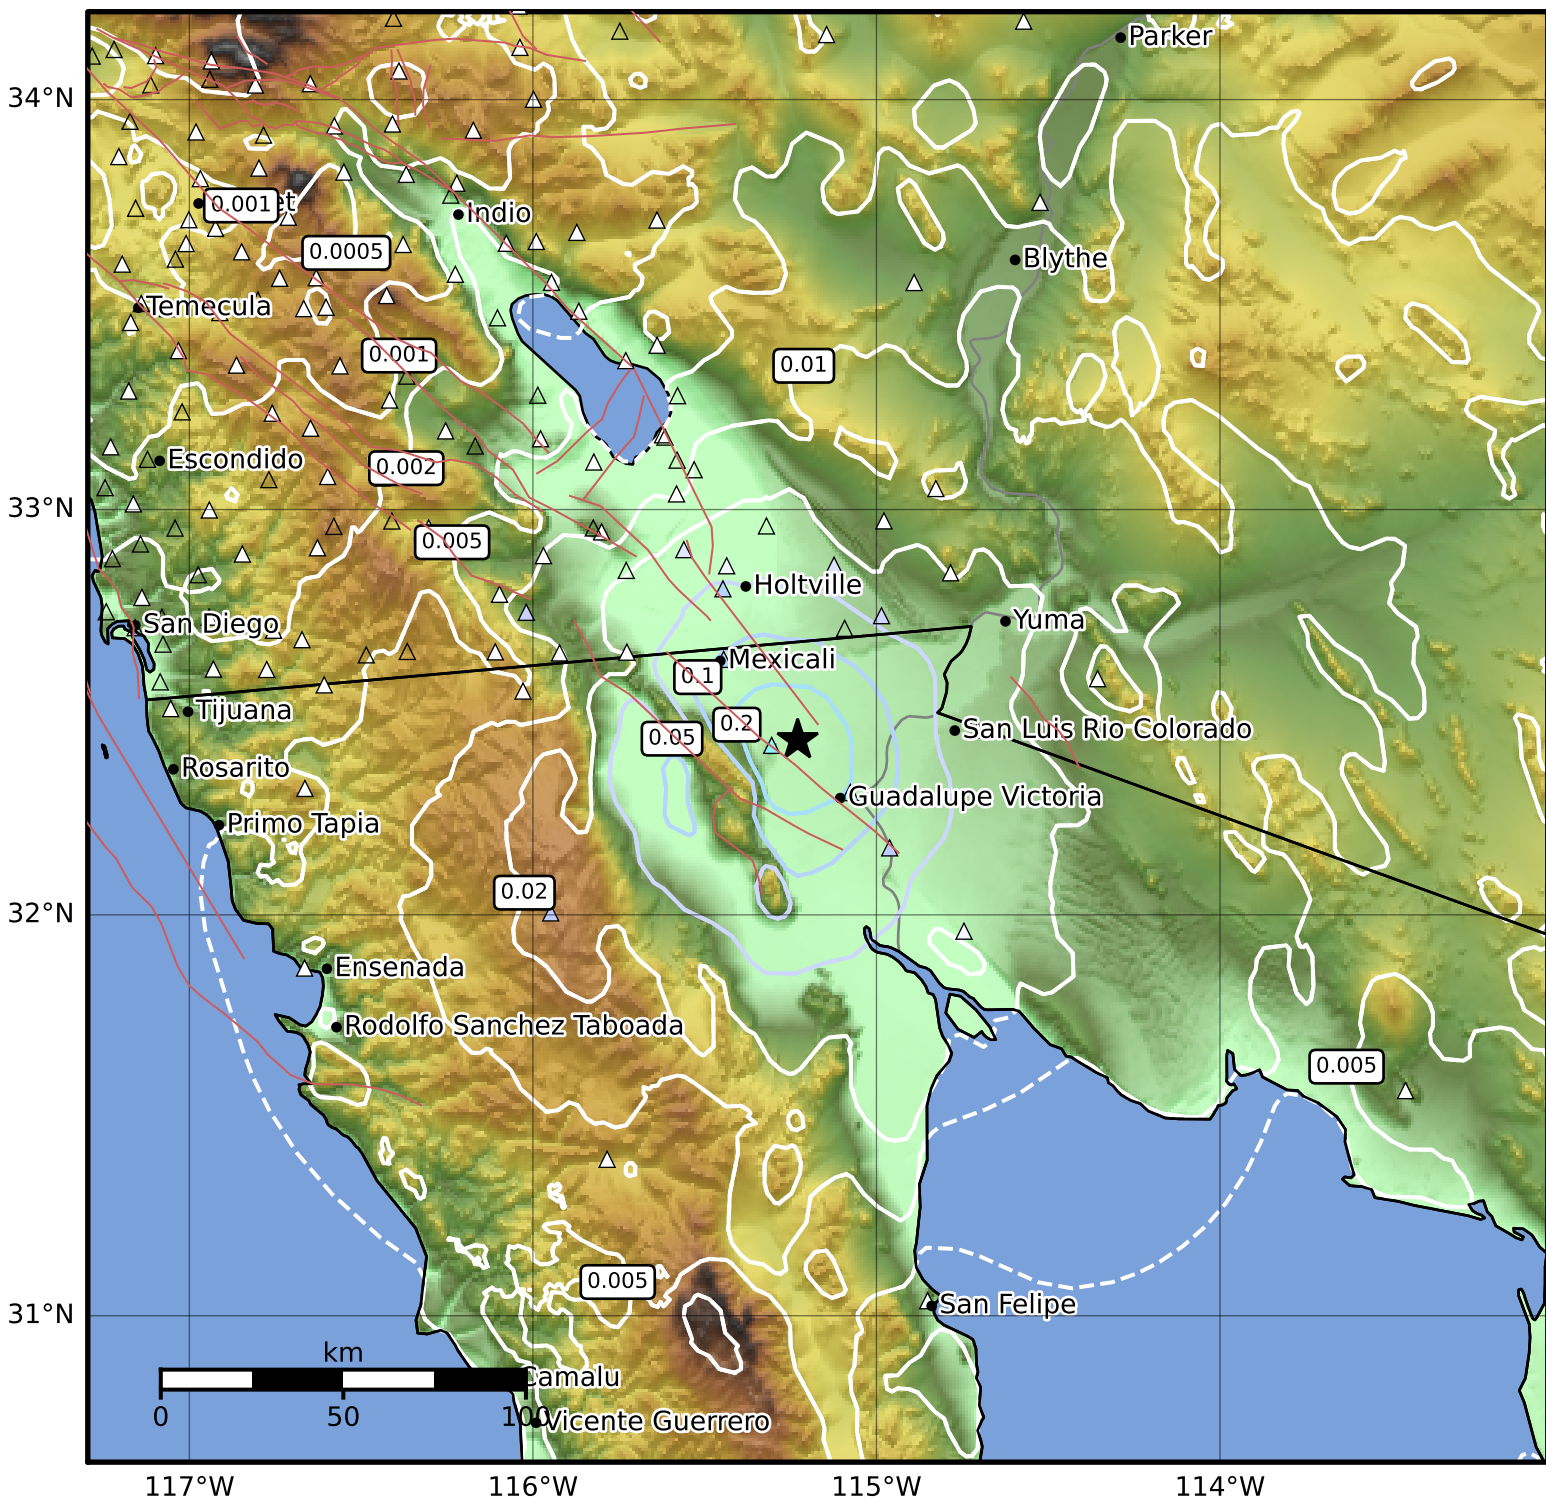 Parker
34°N
0.001
Indio
0.0005
Blythe
Temecula
0.001
0.01
Escondido
0.002
33°N
0.005
Holtville
San Diego
Yuma
Mexicali
0.1
Tijuana
0.2
0.05
San Luis Rio Colorado
Rosarito
Guadalupe Victoria
Primo Tapia
0.02
32°N
Ensenada
Rodolfo Sanchez Taboada
0.005
0.005
San Felipe
31°N
km
Camalu
0 50 100
Vicente Guerrero
117°W 116°W 115°W 114°W